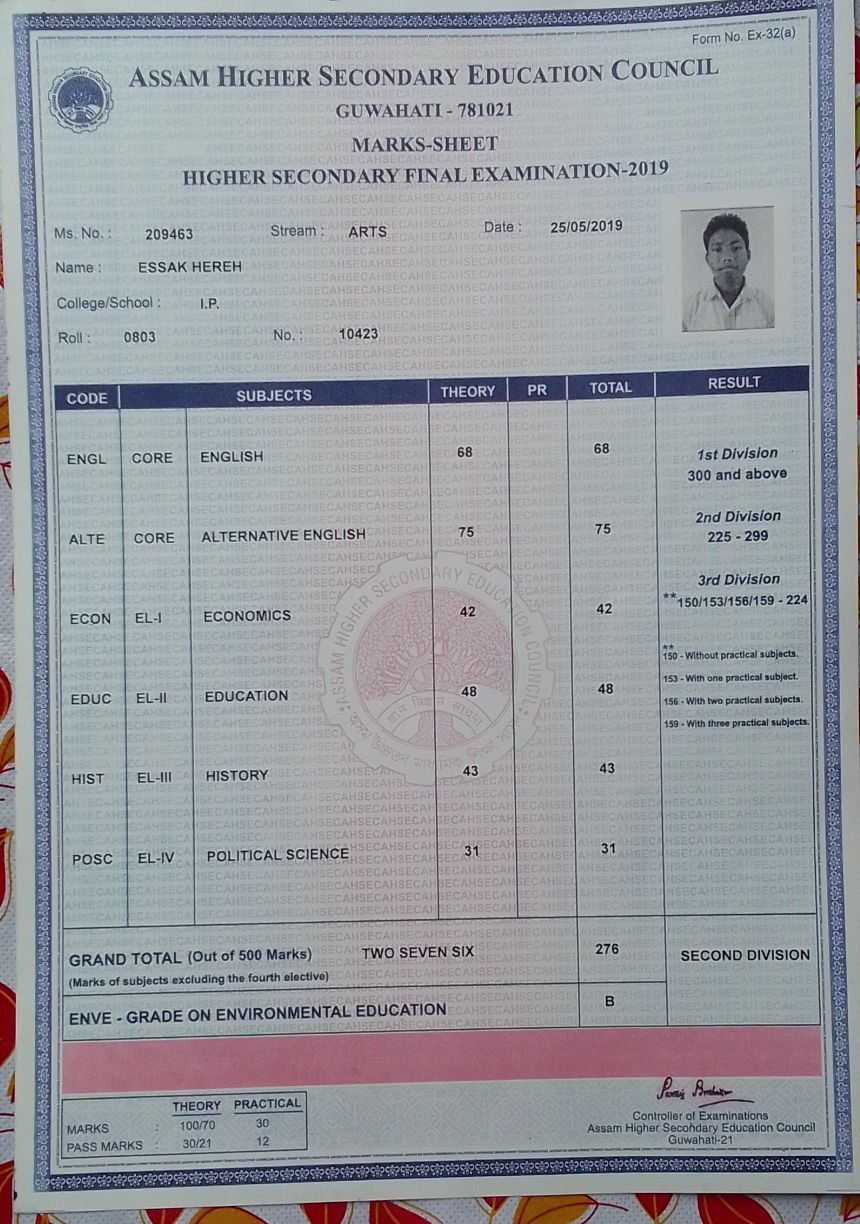 Form No. Ex-32(a)
ASSAM HIGHER SECONDARY EDUCATION COUNCIL
GUWAHATI - 781021
MARKS-SHEET
HIGHER SECONDARY FINAL EXAMINATION-2019
Ms. No. : 209463 Stream : ARTS Date : 25/05/2019
Name : ESSAK HEREH
College/School : I.P.
Roll : 0803 No. : 10423
CODE SUBJECTS THEORY PR TOTAL RESULT
ENGL CORE ENGLISH 68 68
1st Division
300 and above
ALTE CORE ALTERNATIVE ENGLISH 75 75
2nd Division
225 - 299
3rd Division
**150/153/156/159 - 224
ECON EL-I ECONOMICS 42 42
**
150 - Without practical subjects.
153 - With one practical subject.
156 - With two practical subjects.
159 - With three practical subjects.
EDUC EL-II EDUCATION 48 48
HIST EL-III HISTORY 43 43
POSC EL-IV POLITICAL SCIENCE 31 31
ASSAM HIGHER SECONDARY EDUCATION COUNCIL
GRAND TOTAL (Out of 500 Marks) TWO SEVEN SIX 276 SECOND DIVISION
(Marks of subjects excluding the fourth elective)
ENVE - GRADE ON ENVIRONMENTAL EDUCATION B
THEORY PRACTICAL
MARKS : 100/70 30
PASS MARKS : 30/21 12
Controller of Examinations
Assam Higher Secondary Education Council
Guwahati-21